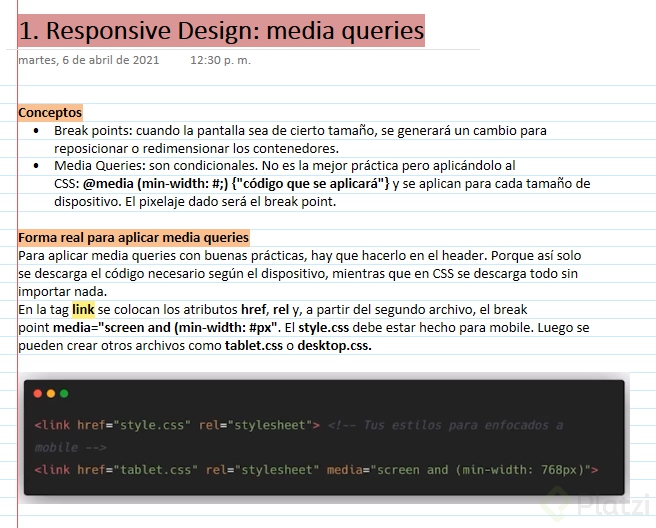 1. Responsive Design: media queries
martes, 6 de abril de 2021 12:30 p. m.
Conceptos
• Break points: cuando la pantalla sea de cierto tamaño, se generará un cambio para
reposicionar o redimensionar los contenedores.
• Media Queries: son condicionales. No es la mejor práctica pero aplicándolo al
CSS: @media (min-width: #;) {"código que se aplicará"} y se aplican para cada tamaño de
dispositivo. El pixelaje dado será el break point.
Forma real para aplicar media queries
Para aplicar media queries con buenas prácticas, hay que hacerlo en el header. Porque así solo
se descarga el código necesario según el dispositivo, mientras que en CSS se descarga todo sin
importar nada.
En la tag link se colocan los atributos href, rel y, a partir del segundo archivo, el break
point media="screen and (min-width: #px". El style.css debe estar hecho para mobile. Luego se
pueden crear otros archivos como tablet.css o desktop.css.
<link href="style.css" rel="stylesheet"> <!-- Tus estilos para enfocados a
mobile -->
<link href="tablet.css" rel="stylesheet" media="screen and (min-width: 768px)">
Platzi